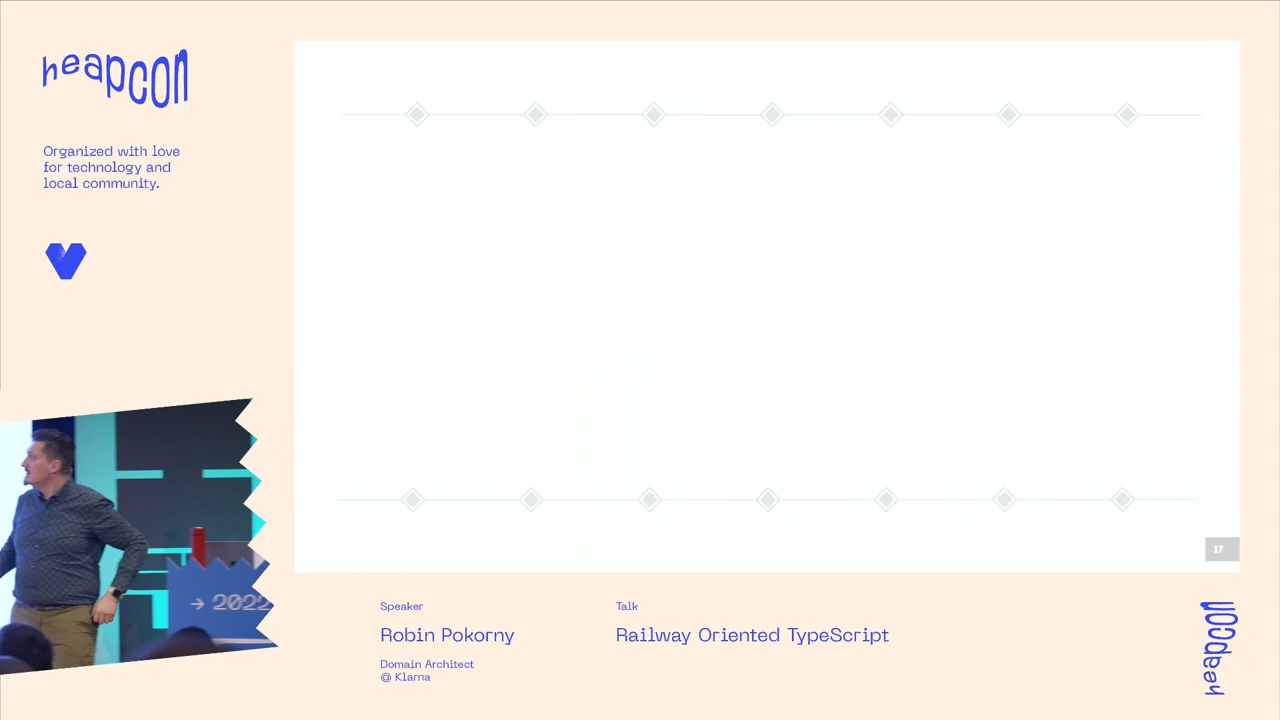 heapcon
Organized with love
for technology and
local community.
→ 2022
17
Speaker
Robin Pokorny
Domain Architect
@ Klarna
Talk
Railway Oriented TypeScript
heapcon